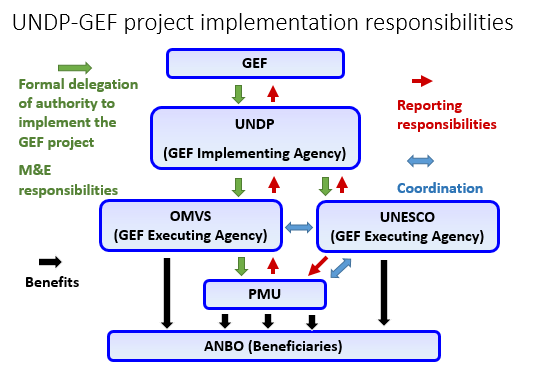 UNDP-GEF project implementation responsibilities
GEF
Formal delegation
of authority to
implement the
GEF project
M&E
responsibilities
Reporting
responsibilities
UNDP
(GEF Implementing Agency)
Coordination
OMVS
(GEF Executing Agency)
UNESCO
(GEF Executing Agency)
Benefits
PMU
ANBO (Beneficiaries)